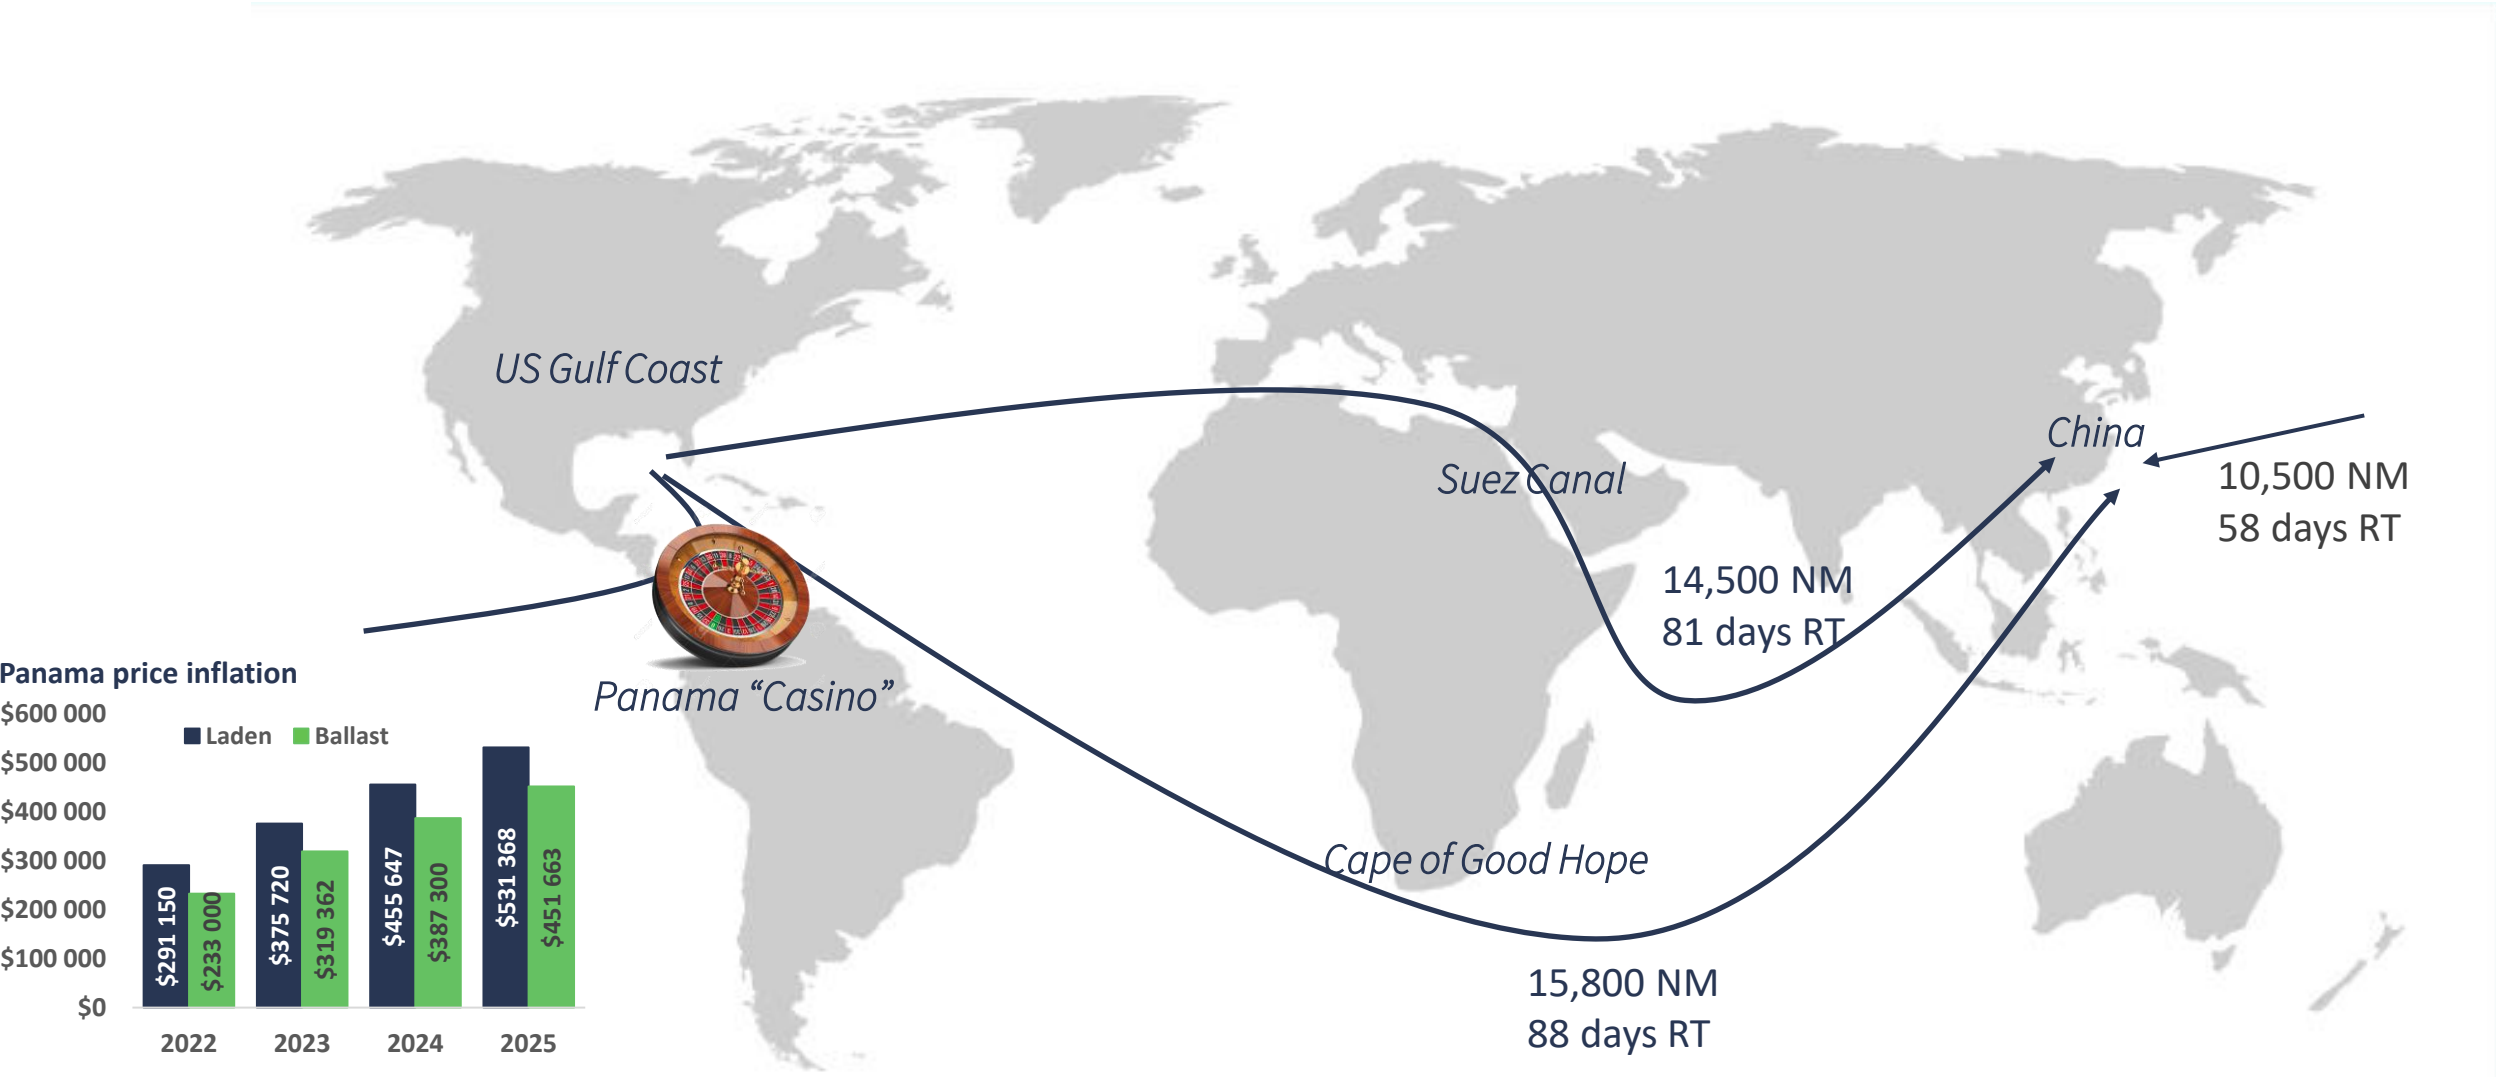 US Gulf Coast
China
Suez Canal
10,500 NM
58 days RT
14,500 NM
81 days RT
Panama “Casino”
Cape of Good Hope
15,800 NM
88 days RT
Panama price inflation
Laden
Ballast
$600 000
$500 000
$400 000
$300 000
$200 000
$100 000
$0
$291 150
$233 000
$375 720
$319 362
$455 647
$387 300
$531 368
$451 663
2022
2023
2024
2025